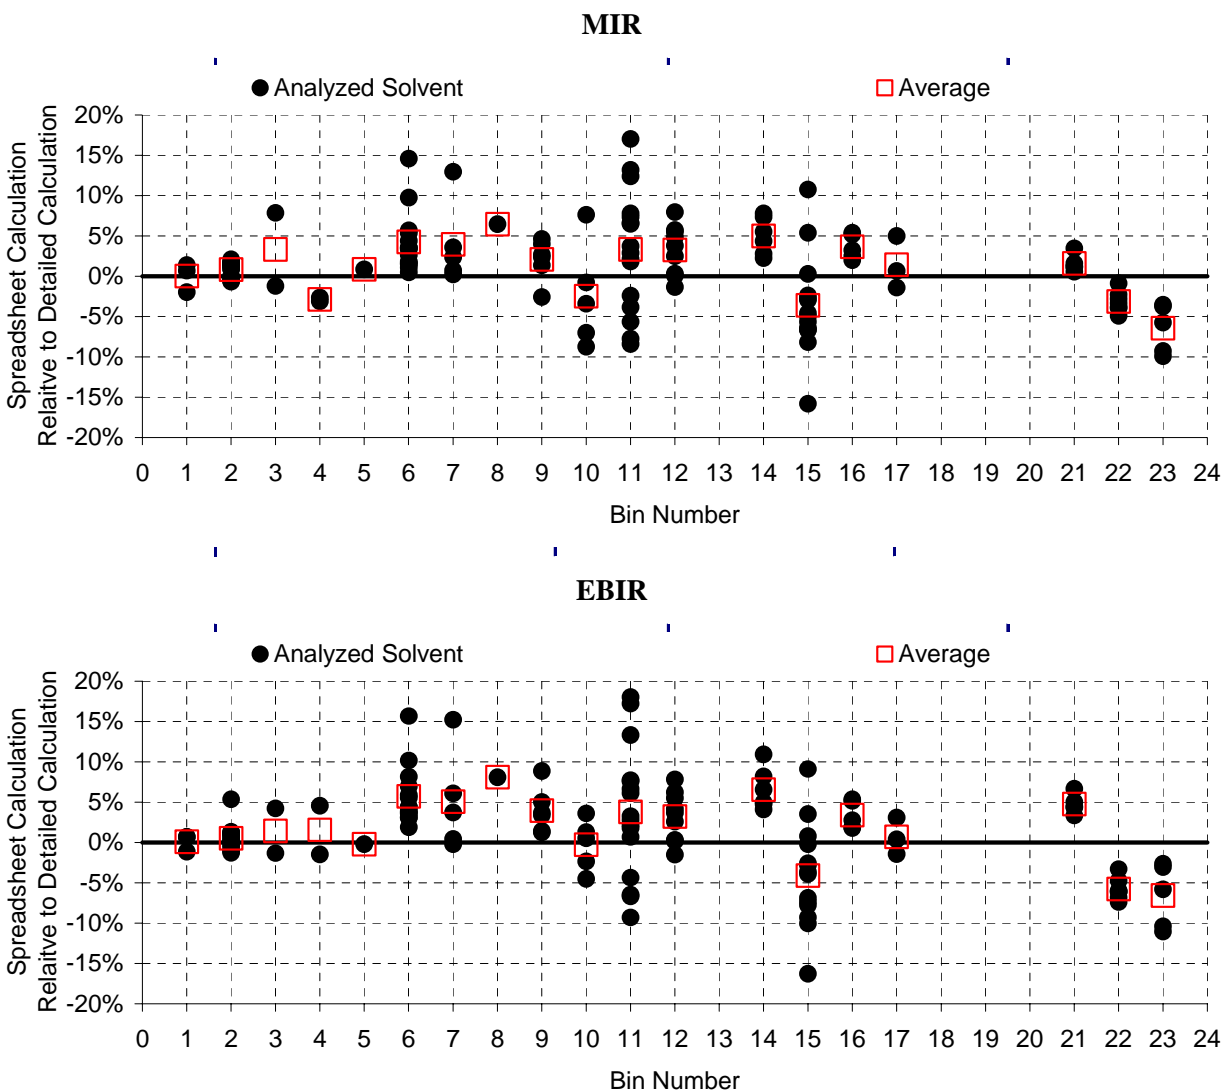 MIR
Analyzed Solvent Average
Spreadsheet Calculation
Relaitve to Detailed Calculation
20%
15%
10%
5%
0%
-5%
-10%
-15%
-20%
0 1 2 3 4 5 6 7 8 9 10 11 12 13 14 15 16 17 18 19 20 21 22 23 24
Bin Number
EBIR
Analyzed Solvent Average
Spreadsheet Calculation
Relaitve to Detailed Calculation
20%
15%
10%
5%
0%
-5%
-10%
-15%
-20%
0 1 2 3 4 5 6 7 8 9 10 11 12 13 14 15 16 17 18 19 20 21 22 23 24
Bin Number